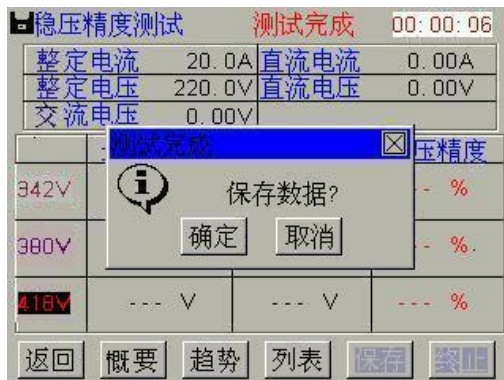 稳压精度测试 测试完成 00:00:06
整定电流 20.0A 直流电流 0.00A
整定电压 220.0V 直流电压 0.00V
交流电压 0.00V
测试完成
压精度
342V -- %
保存数据?
380V -- %
确定 取消
418V --- V --- V --- %
返回 概要 趋势 列表 保存 终止